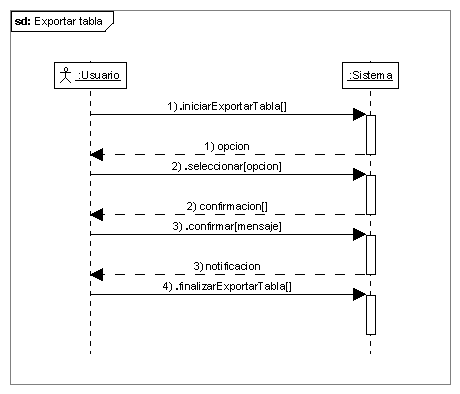 sd: Exportar tabla
:Usuario
:Sistema
1) .iniciarExportarTabla[]
1) opcion
2) .seleccionar[opcion]
2) confirmacion[]
3) .confirmar[mensaje]
3) notificacion
4) .finalizarExportarTabla[]